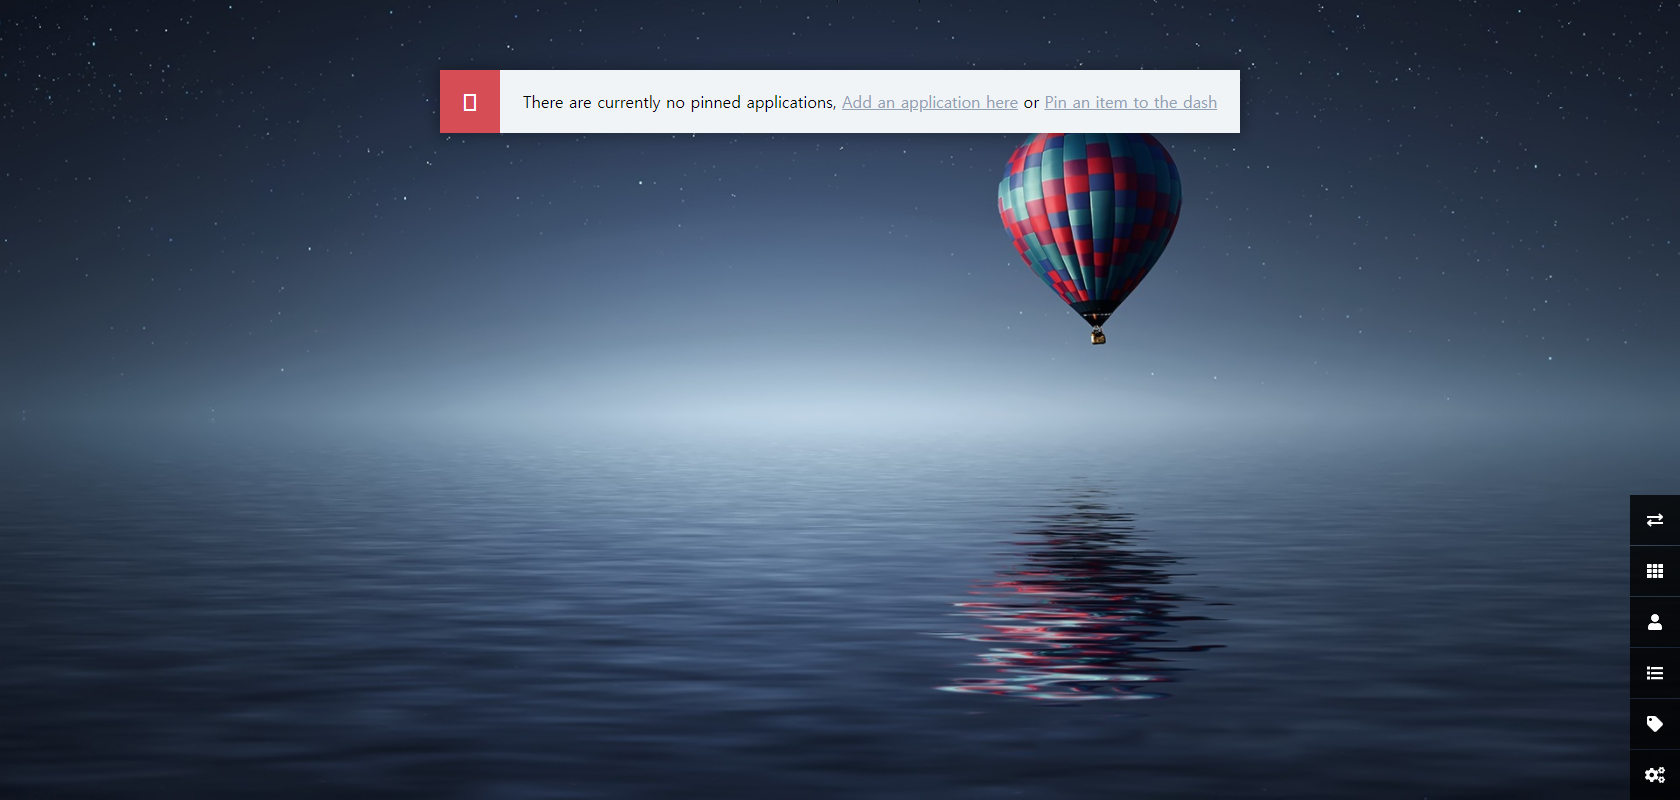 There are currently no pinned applications, Add an application here or Pin an item to the dash